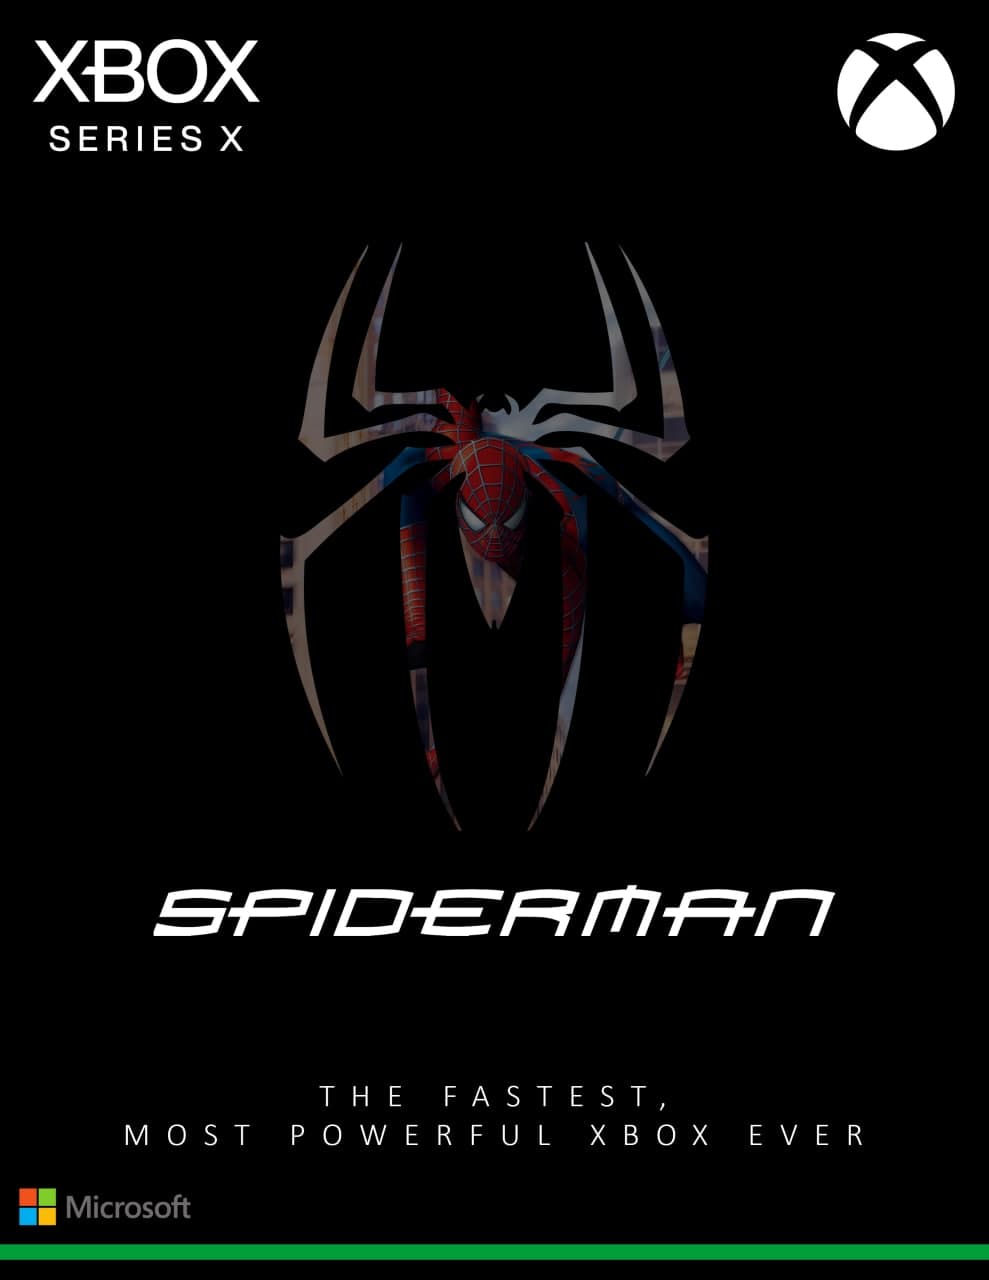 XBOX
SERIES X
SPIDERMAN
THE FASTEST,
MOST POWERFUL XBOX EVER
Microsoft